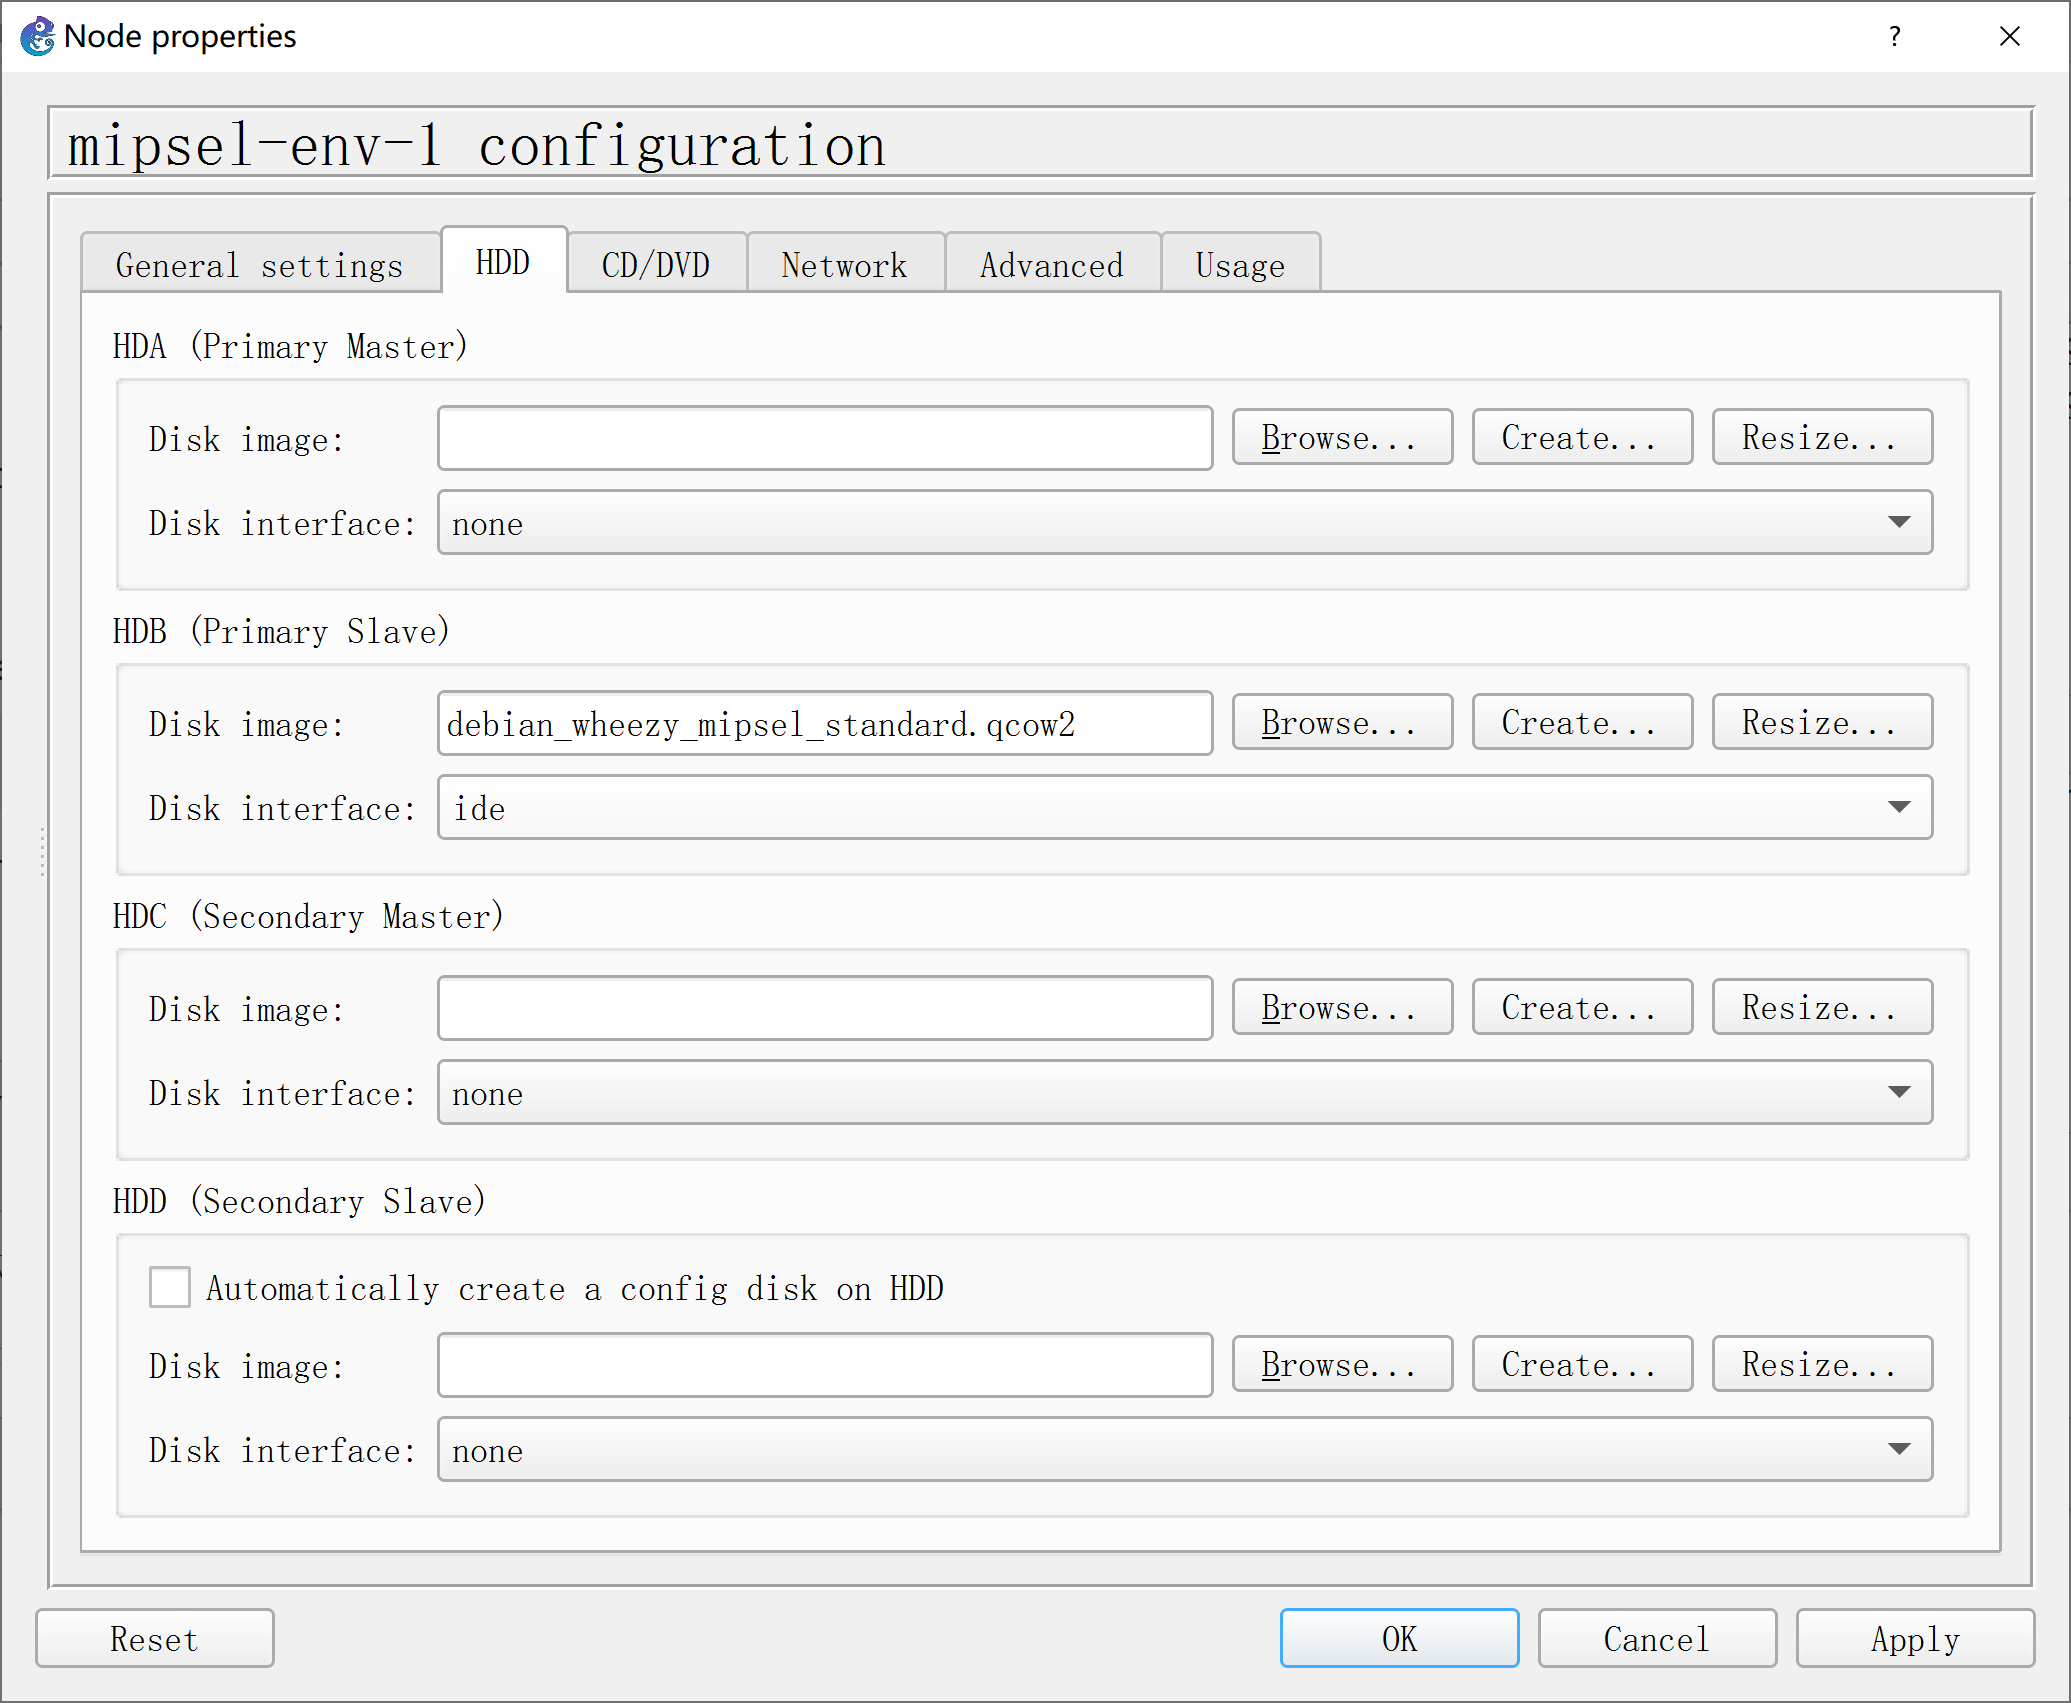 Node properties
?
mipsel-env-1 configuration
General settings HDD CD/DVD Network Advanced Usage
HDA (Primary Master)
Disk image: Browse... Create... Resize...
Disk interface: none
HDB (Primary Slave)
Disk image: debian_wheezy_mipsel_standard.qcow2 Browse... Create... Resize...
Disk interface: ide
HDC (Secondary Master)
Disk image: Browse... Create... Resize...
Disk interface: none
HDD (Secondary Slave)
Automatically create a config disk on HDD
Disk image: Browse... Create... Resize...
Disk interface: none
Reset OK Cancel Apply